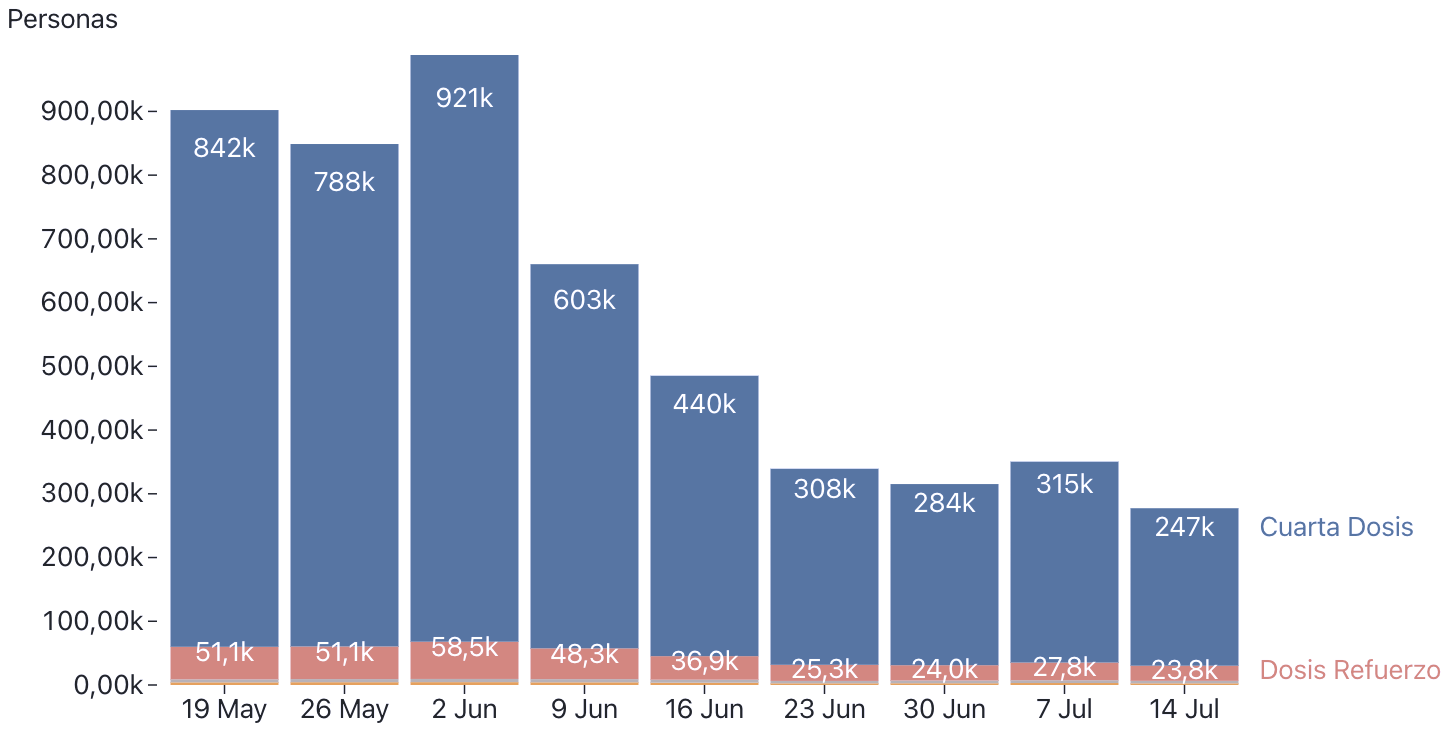 Personas
900,00k
800,00k
700,00k
600,00k
500,00k
400,00k
300,00k
200,00k
100,00k
0,00k
842k
788k
921k
603k
440k
308k
284k
315k
247k
51,1k
51,1k
58,5k
48,3k
36,9k
25,3k
24,0k
27,8k
23,8k
Cuarta Dosis
Dosis Refuerzo
19 May
26 May
2 Jun
9 Jun
16 Jun
23 Jun
30 Jun
7 Jul
14 Jul